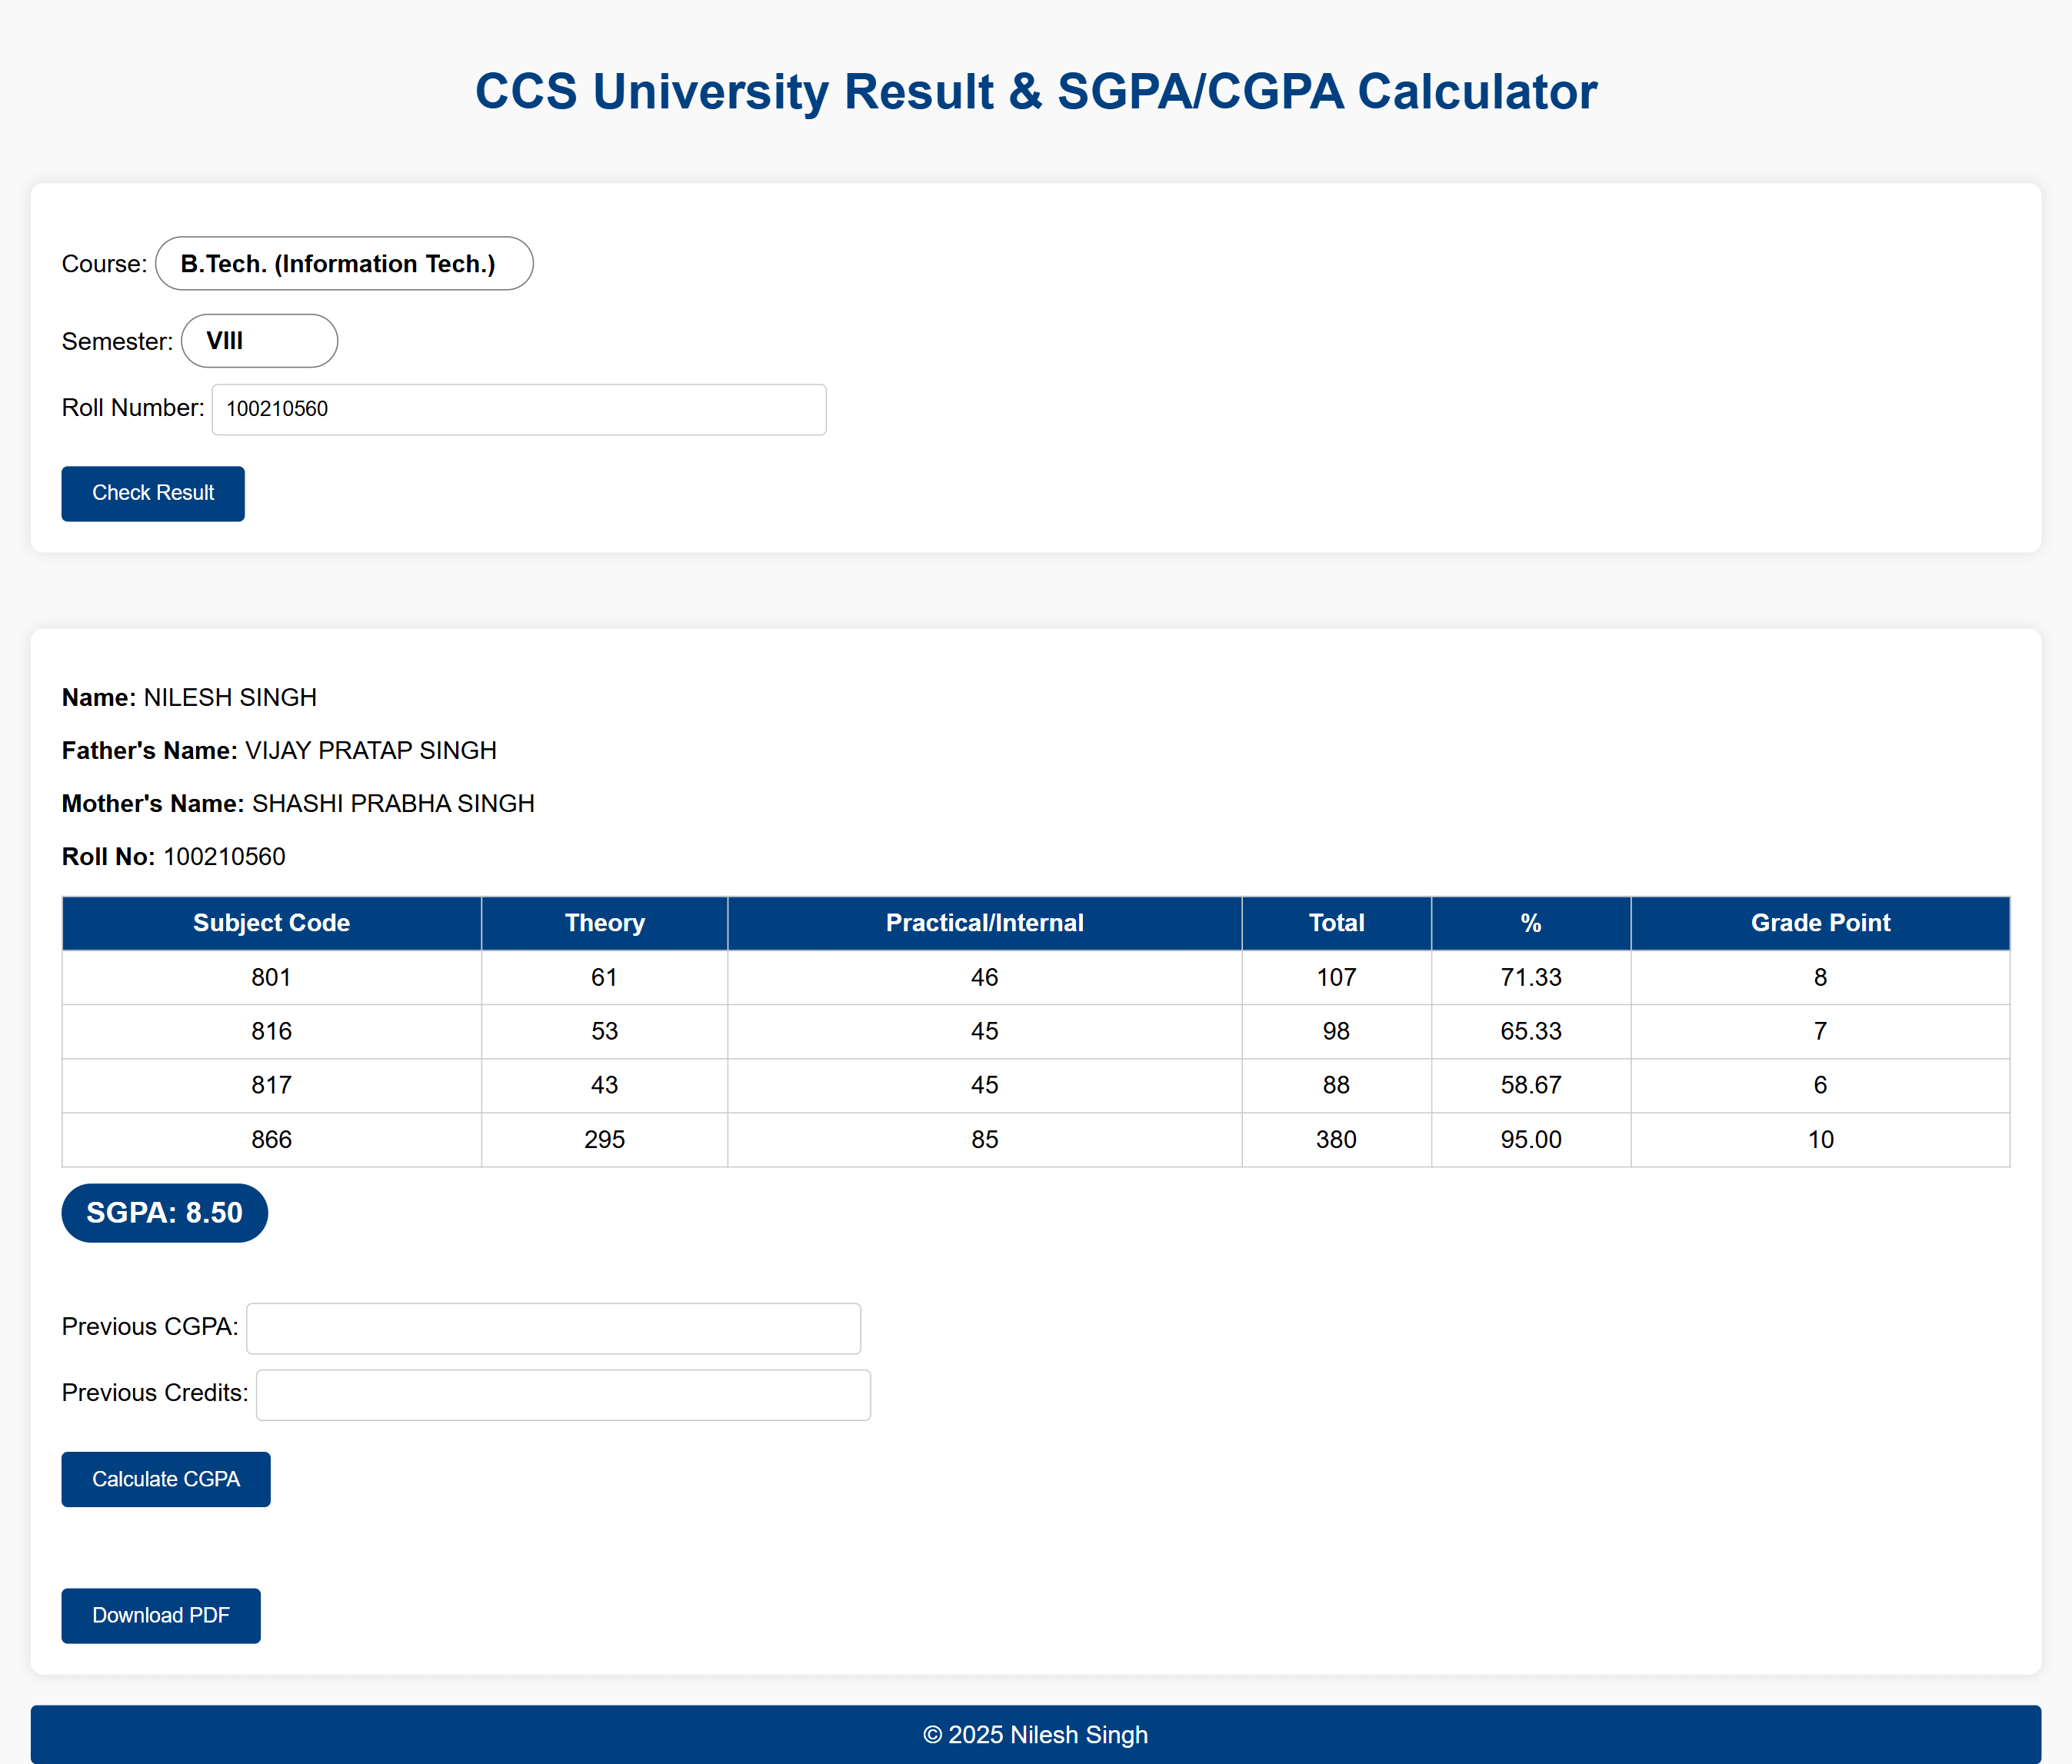 CCS University Result & SGPA/CGPA Calculator
Course: B.Tech. (Information Tech.)
Semester: VIII
Roll Number: 100210560
Check Result
Name: NILESH SINGH
Father's Name: VIJAY PRATAP SINGH
Mother's Name: SHASHI PRABHA SINGH
Roll No: 100210560
Subject Code Theory Practical/Internal Total % Grade Point
801 61 46 107 71.33 8
816 53 45 98 65.33 7
817 43 45 88 58.67 6
866 295 85 380 95.00 10
SGPA: 8.50
Previous CGPA:
Previous Credits:
Calculate CGPA
Download PDF
© 2025 Nilesh Singh